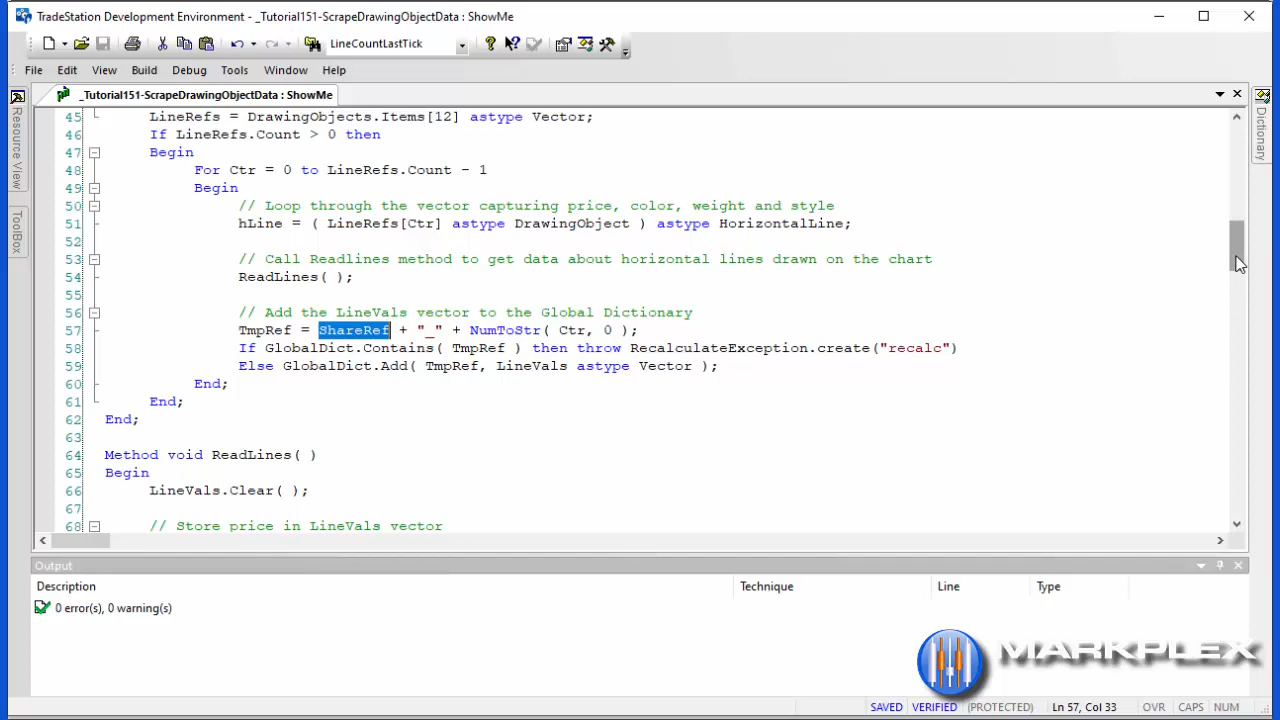 TradeStation Development Environment - _Tutorial151-ScrapeDrawingObjectData : ShowMe
LineCountLastTick
File Edit View Build Debug Tools Window Help
_Tutorial151-ScrapeDrawingObjectData : ShowMe
Resource View
ToolBox
Dictionary
45 LineRefs = DrawingObjects.Items[12] astype Vector;
46 If LineRefs.Count > 0 then
47 Begin
48 For Ctr = 0 to LineRefs.Count - 1
49 Begin
50 // Loop through the vector capturing price, color, weight and style
51 hLine = ( LineRefs[Ctr] astype DrawingObject ) astype HorizontalLine;
52
53 // Call Readlines method to get data about horizontal lines drawn on the chart
54 ReadLines( );
55
56 // Add the LineVals vector to the Global Dictionary
57 TmpRef = ShareRef + "_" + NumToStr( Ctr, 0 );
58 If GlobalDict.Contains( TmpRef ) then throw RecalculateException.create("recalc")
59 Else GlobalDict.Add( TmpRef, LineVals astype Vector );
60 End;
61 End;
62 End;
63
64 Method void ReadLines( )
65 Begin
66 LineVals.Clear( );
67
68 // Store price in LineVals vector
Output
Description Technique Line Type
0 error(s), 0 warning(s)
MARKPLEX
SAVED VERIFIED (PROTECTED) Ln 57, Col 33 OVR CAPS NUM